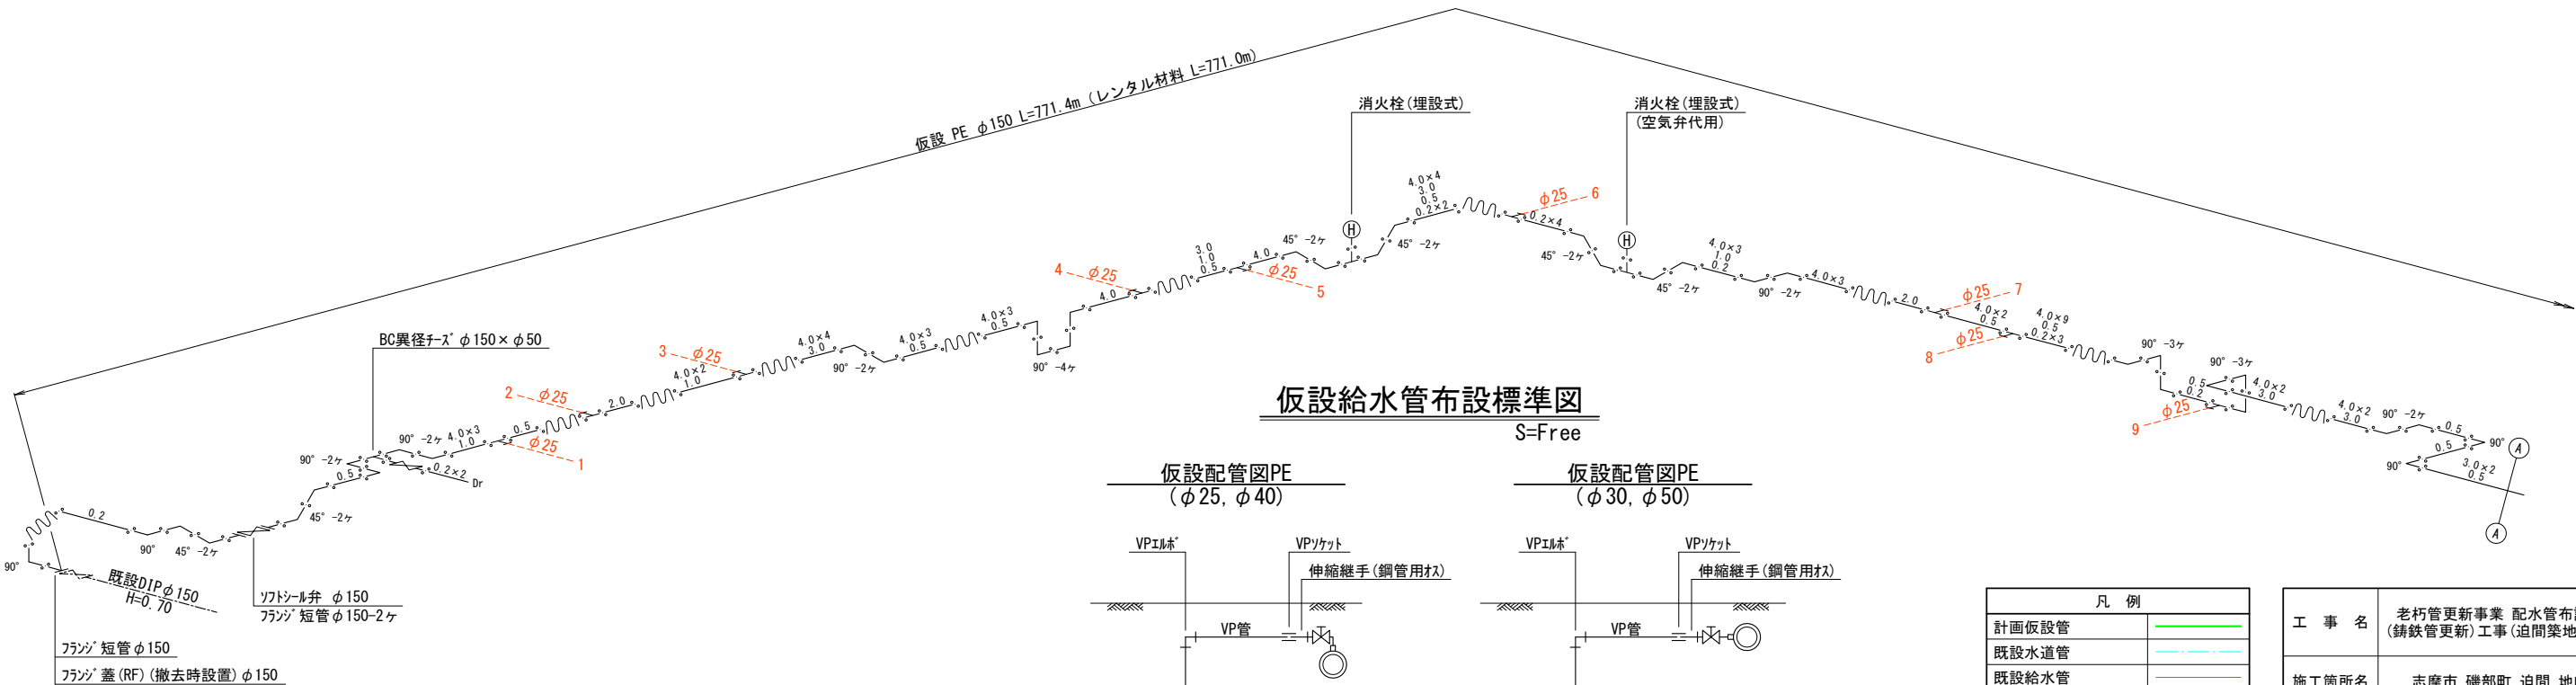 仮設 PE φ150 L=771.4m (レンタル材料 L=771.0m)
消火栓(埋設式)
消火栓(埋設式)
(空気弁代用)
BC異径チーズ φ150×φ50
90°
既設DIPφ150
H=0.70
フランジ短管φ150
フランジ蓋(RF)(撤去時設置)φ150
0.2
90°
45°-2ヶ
ソフトシール弁 φ150
フランジ短管φ150-2ヶ
45°-2ヶ
0.5
90°-2ヶ
0.2×2
Dr
90°-2ヶ
4.0×3
1.0
0.5
φ25
1
2
φ25
2.0
4.0×2
1.0
3
φ25
4.0×4
3.0
90°-2ヶ
4.0×3
0.5
4.0×3
0.5
90°-4ヶ
4.0
4
φ25
3.0
1.0
0.5
4.0
φ25
5
45°-2ヶ
H
45°-2ヶ
4.0×4
3.0
0.5
0.2×2
φ25
6
0.2×4
45°-2ヶ
H
45°-2ヶ
4.0×3
1.0
0.2
90°-2ヶ
4.0×3
2.0
φ25
7
4.0×2
0.5
8
φ25
4.0×9
0.5
0.2×3
90°-3ヶ
0.5
0.2
9
φ25
90°-3ヶ
4.0×2
3.0
4.0×2
3.0
90°-2ヶ
0.5
90°
0.5
90°
3.0×2
0.5
A
A
仮設給水管布設標準図
S=Free
仮設配管図PE
(φ25, φ40)
VPエルボ
VPソケット
伸縮継手(鋼管用オス)
VP管
仮設配管図PE
(φ30, φ50)
VPエルボ
VPソケット
伸縮継手(鋼管用オス)
VP管
凡 例
計画仮設管
既設水道管
既設給水管
工 事 名
老朽管更新事業 配水管布
(鋳鉄管更新)工事(迫間築地
施工箇所名
志摩市 磯部町 迫間 地